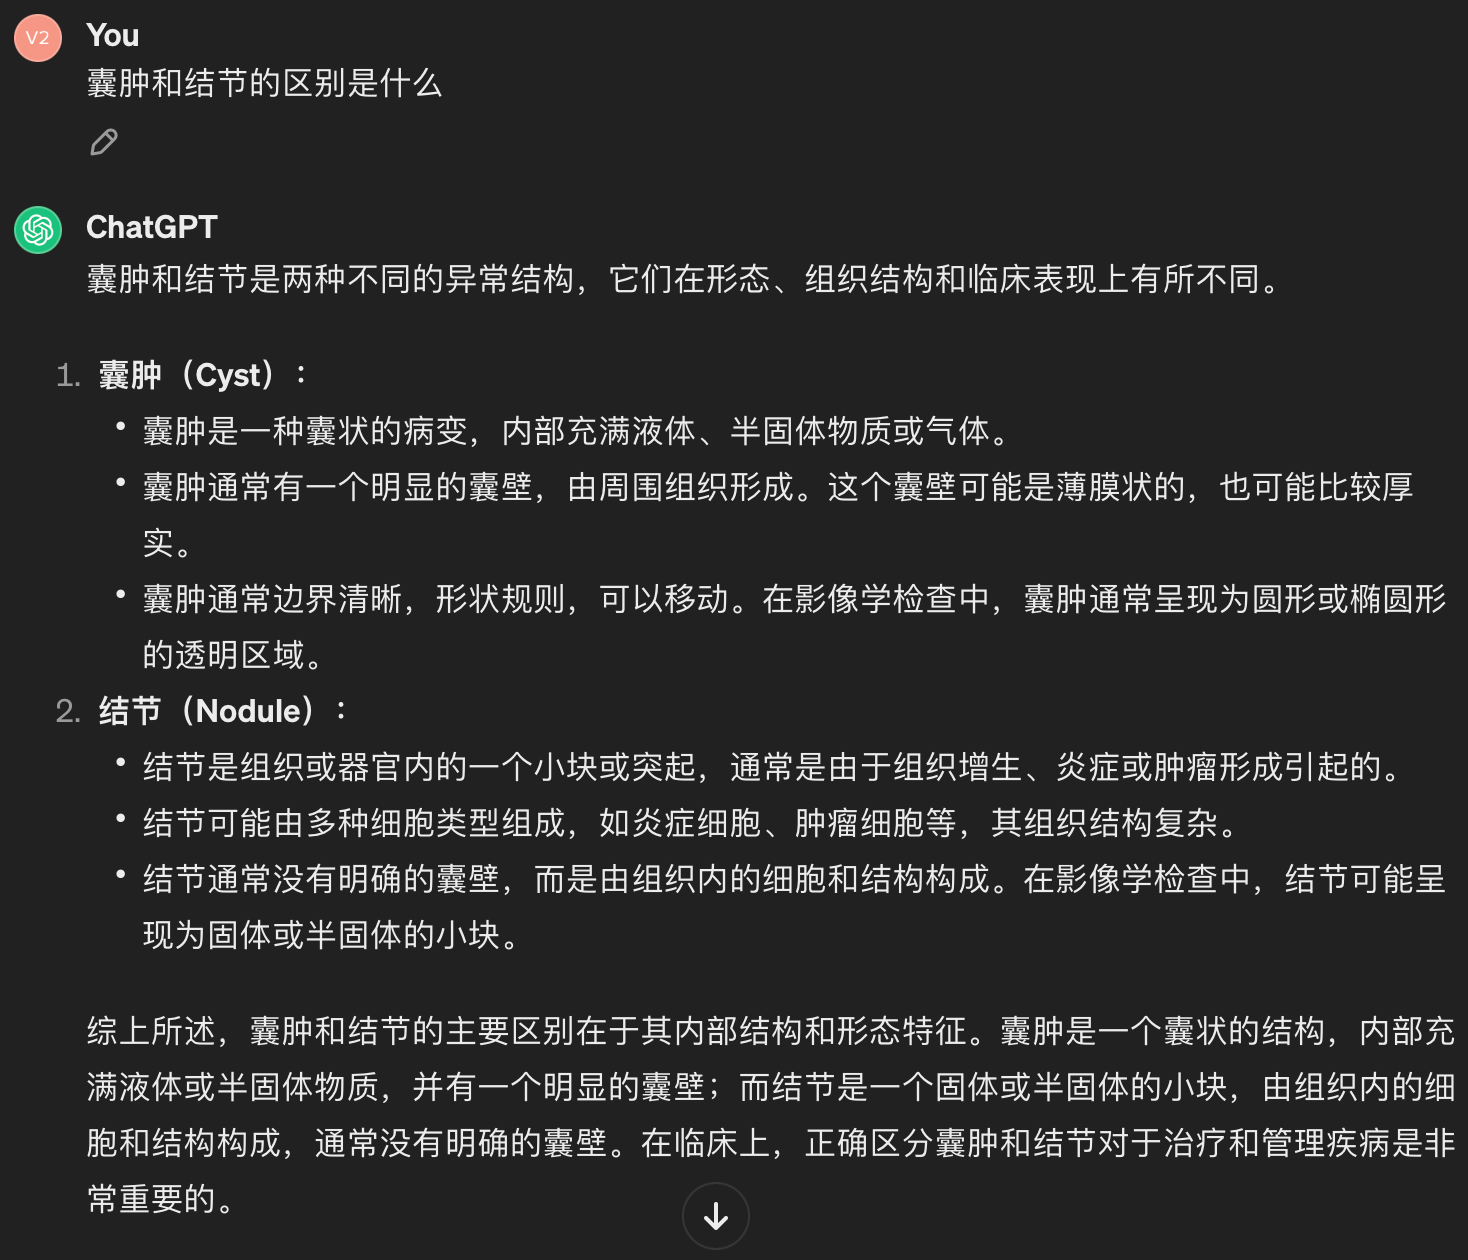 V2
You
囊肿和结节的区别是什么
ChatGPT
囊肿和结节是两种不同的异常结构，它们在形态、组织结构和临床表现上有所不同。
1. 囊肿（Cyst）：
• 囊肿是一种囊状的病变，内部充满液体、半固体物质或气体。
• 囊肿通常有一个明显的囊壁，由周围组织形成。这个囊壁可能是薄膜状的，也可能比较厚
实。
• 囊肿通常边界清晰，形状规则，可以移动。在影像学检查中，囊肿通常呈现为圆形或椭圆形
的透明区域。
2. 结节（Nodule）：
• 结节是组织或器官内的一个小块或突起，通常是由于组织增生、炎症或肿瘤形成引起的。
• 结节可能由多种细胞类型组成，如炎症细胞、肿瘤细胞等，其组织结构复杂。
• 结节通常没有明确的囊壁，而是由组织内的细胞和结构构成。在影像学检查中，结节可能呈
现为固体或半固体的小块。
综上所述，囊肿和结节的主要区别在于其内部结构和形态特征。囊肿是一个囊状的结构，内部充
满液体或半固体物质，并有一个明显的囊壁；而结节是一个固体或半固体的小块，由组织内的细
胞和结构构成，通常没有明确的囊壁。在临床上，正确区分囊肿和结节对于治疗和管理疾病是非
常重要的。